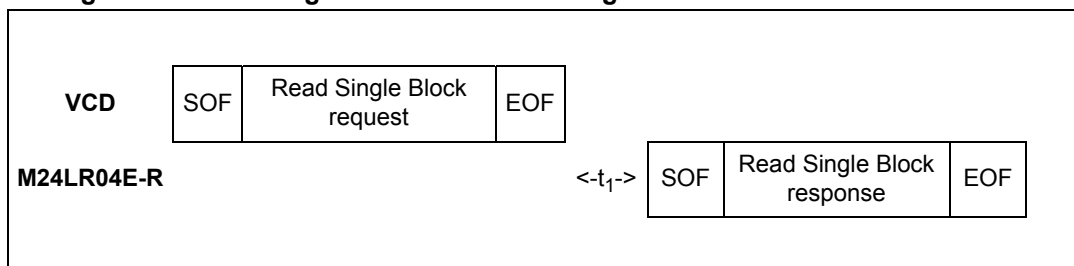 VCD
SOF
Read Single Block
request
EOF
M24LR04E-R
<-t₁->
SOF
Read Single Block
response
EOF